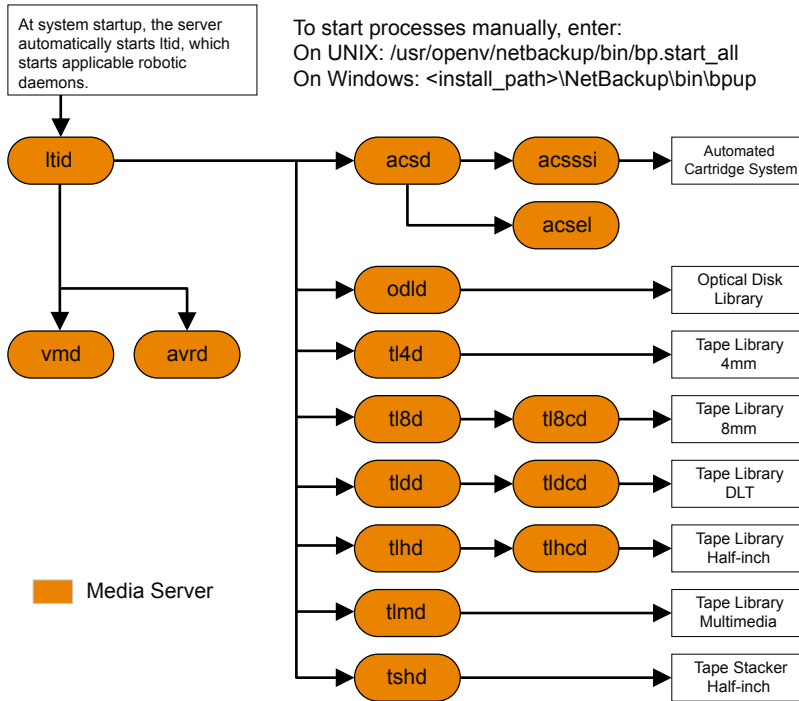 At system startup, the server
automatically starts ltid, which
starts applicable robotic
daemons.
To start processes manually, enter:
On UNIX: /usr/openv/netbackup/bin/bp.start_all
On Windows: <install_path>\NetBackup\bin\bpup
ltid
acsd
acsssi
Automated
Cartridge System
acsel
odld
Optical Disk
Library
vmd
avrd
tl4d
Tape Library
4mm
tl8d
tl8cd
Tape Library
8mm
tldd
tldcd
Tape Library
DLT
tlhd
tlhcd
Tape Library
Half-inch
Media Server
tlmd
Tape Library
Multimedia
tshd
Tape Stacker
Half-inch